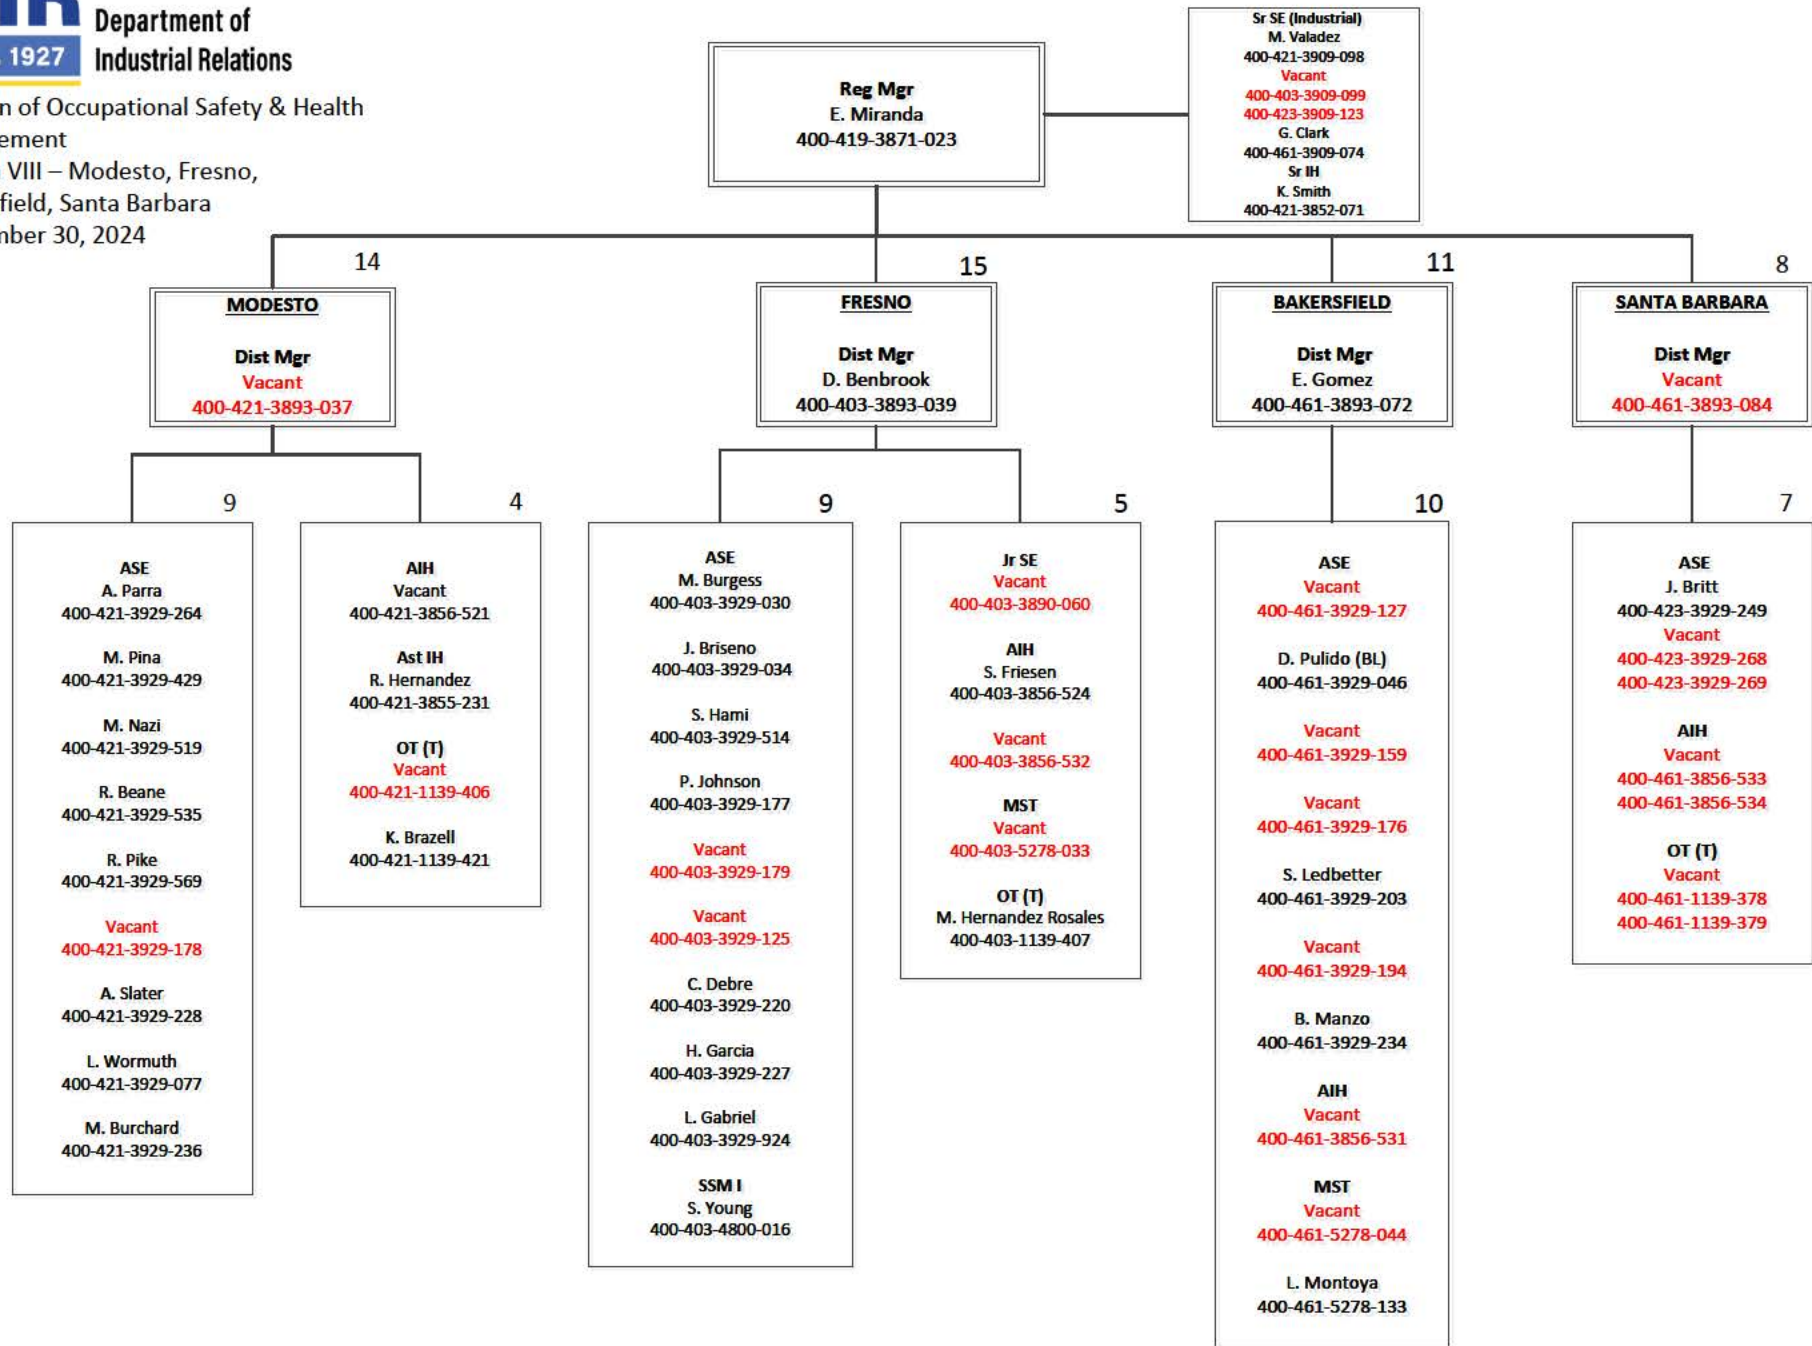 Department of
1927
Industrial Relations
n of Occupational Safety & Health
ement
VIII – Modesto, Fresno,
field, Santa Barbara
mber 30, 2024
Reg Mgr
E. Miranda
400-419-3871-023
Sr SE (Industrial)
M. Valadez
400-421-3909-098
Vacant
400-403-3909-099
400-423-3909-123
G. Clark
400-461-3909-074
Sr IH
K. Smith
400-421-3852-071
14
MODESTO
Dist Mgr
Vacant
400-421-3893-037
15
FRESNO
Dist Mgr
D. Benbrook
400-403-3893-039
11
BAKERSFIELD
Dist Mgr
E. Gomez
400-461-3893-072
8
SANTA BARBARA
Dist Mgr
Vacant
400-461-3893-084
9
ASE
A. Parra
400-421-3929-264
M. Pina
400-421-3929-429
M. Nazi
400-421-3929-519
R. Beane
400-421-3929-535
R. Pike
400-421-3929-569
Vacant
400-421-3929-178
A. Slater
400-421-3929-228
L. Wormuth
400-421-3929-077
M. Burchard
400-421-3929-236
4
AIH
Vacant
400-421-3856-521
Ast IH
R. Hernandez
400-421-3855-231
OT (T)
Vacant
400-421-1139-406
K. Brazell
400-421-1139-421
9
ASE
M. Burgess
400-403-3929-030
J. Briseno
400-403-3929-034
S. Hami
400-403-3929-514
P. Johnson
400-403-3929-177
Vacant
400-403-3929-179
Vacant
400-403-3929-125
C. Debre
400-403-3929-220
H. Garcia
400-403-3929-227
L. Gabriel
400-403-3929-924
SSM I
S. Young
400-403-4800-016
5
Jr SE
Vacant
400-403-3890-060
AIH
S. Friesen
400-403-3856-524
Vacant
400-403-3856-532
MST
Vacant
400-403-5278-033
OT (T)
M. Hernandez Rosales
400-403-1139-407
10
ASE
Vacant
400-461-3929-127
D. Pulido (BL)
400-461-3929-046
Vacant
400-461-3929-159
Vacant
400-461-3929-176
S. Ledbetter
400-461-3929-203
Vacant
400-461-3929-194
B. Manzo
400-461-3929-234
AIH
Vacant
400-461-3856-531
MST
Vacant
400-461-5278-044
L. Montoya
400-461-5278-133
7
ASE
J. Britt
400-423-3929-249
Vacant
400-423-3929-268
400-423-3929-269
AIH
Vacant
400-461-3856-533
400-461-3856-534
OT (T)
Vacant
400-461-1139-378
400-461-1139-379